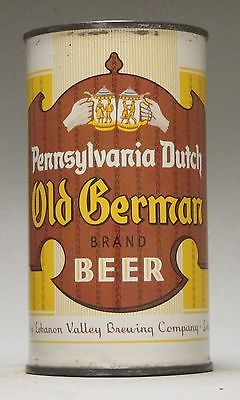 Pennsylvania Dutch
Old German
BRAND
BEER
Lebanon Valley Brewing Company